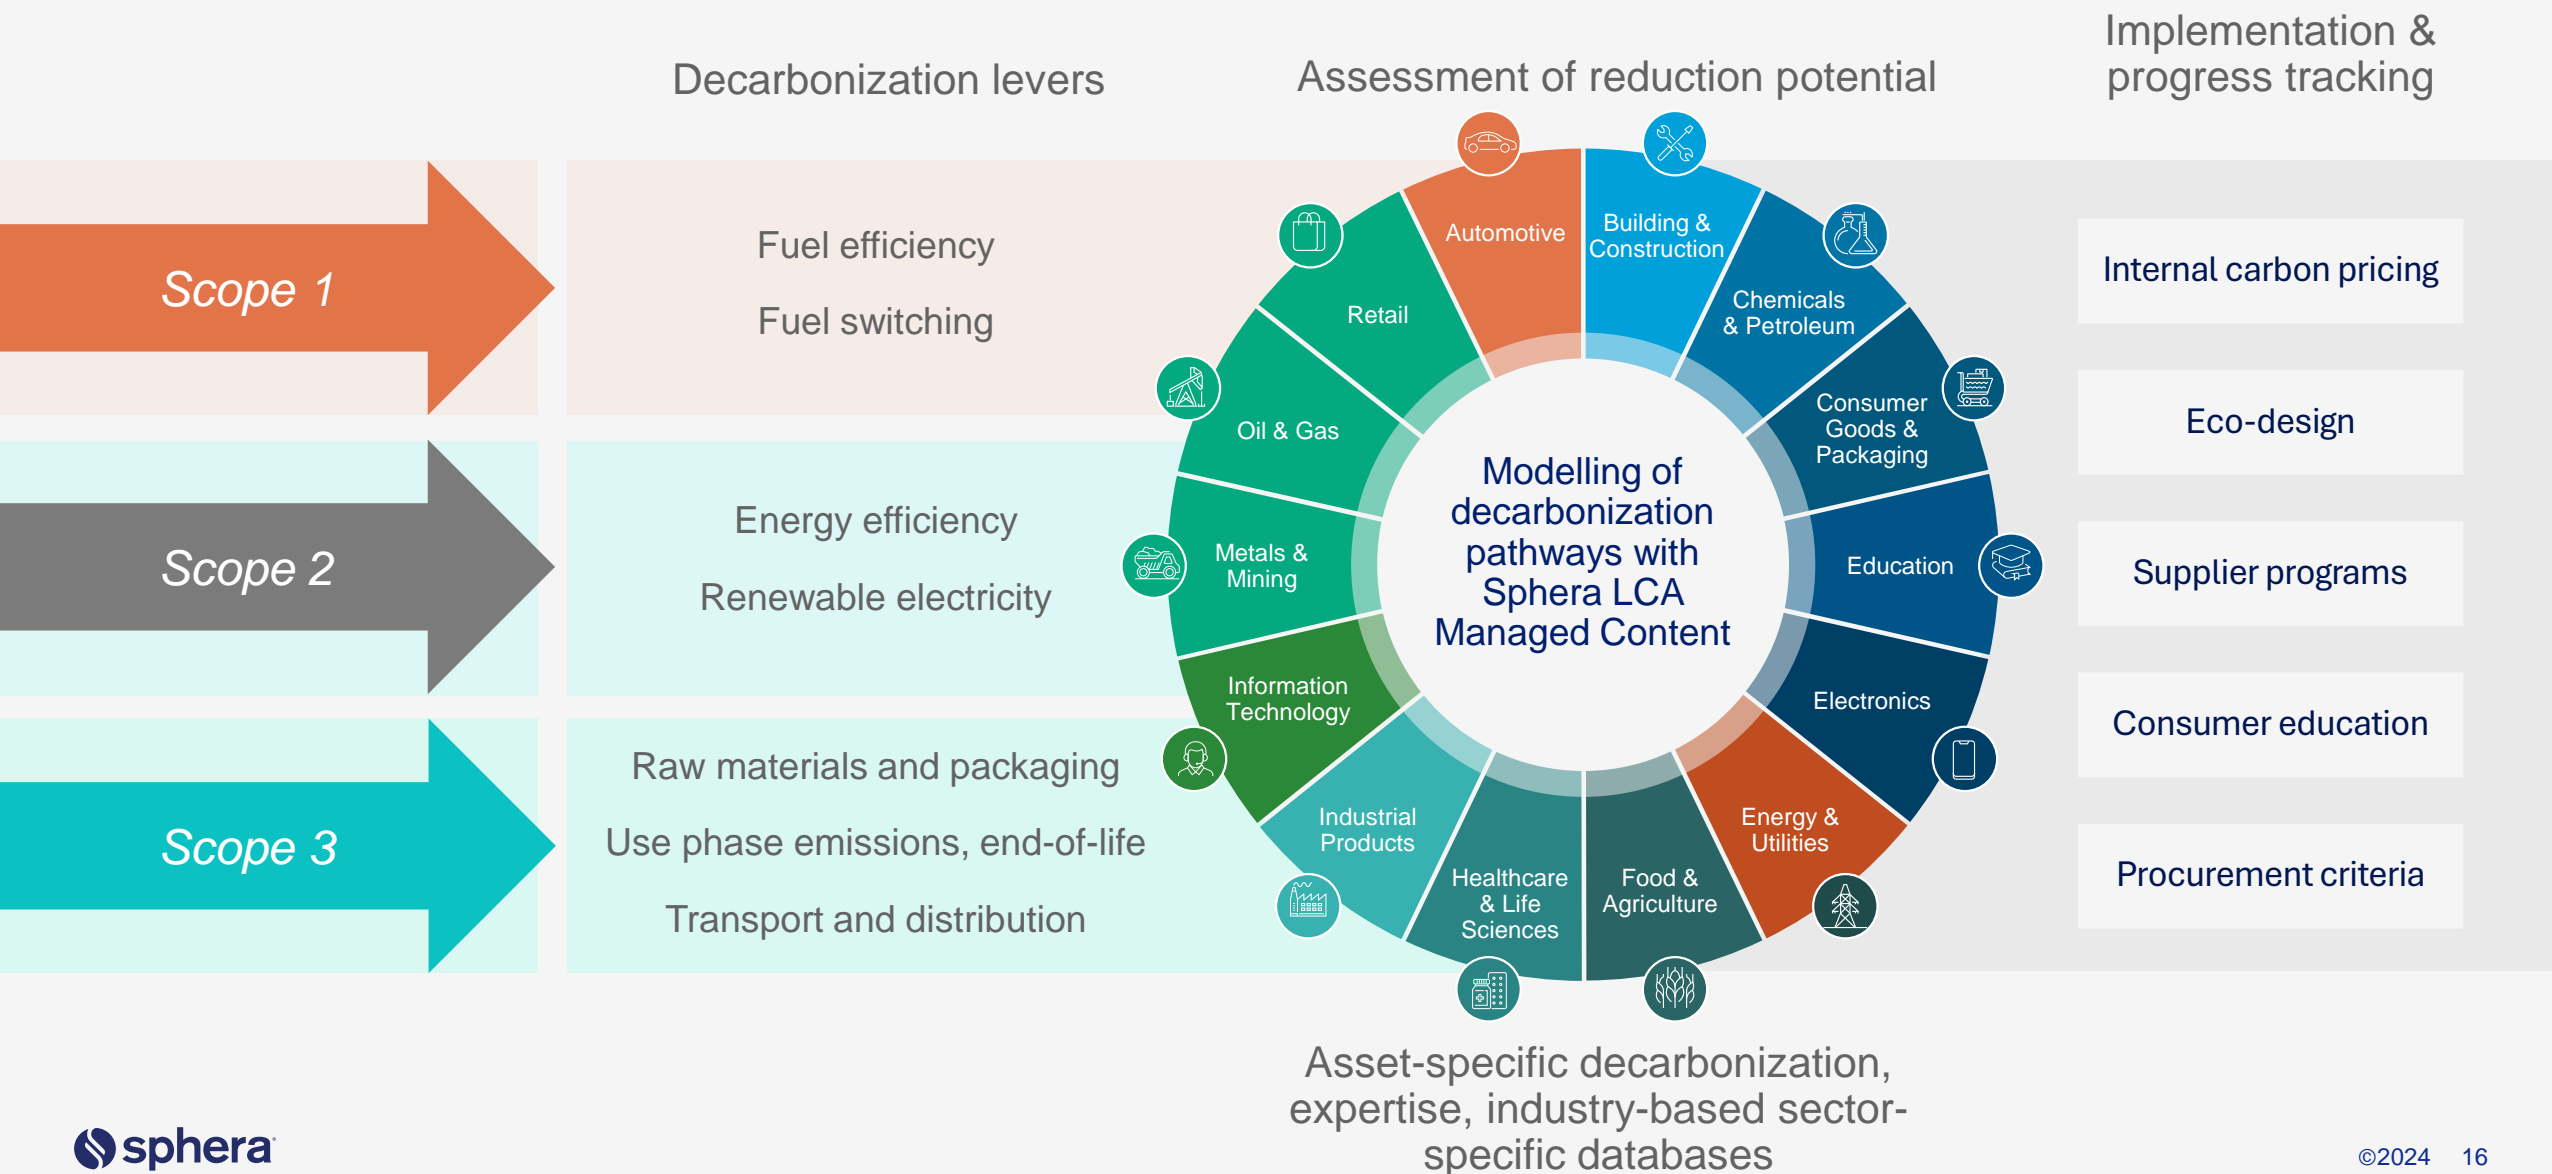 Decarbonization levers
Assessment of reduction potential
Implementation &
progress tracking
Scope 1
Fuel efficiency
Fuel switching
Scope 2
Energy efficiency
Renewable electricity
Scope 3
Raw materials and packaging
Use phase emissions, end-of-life
Transport and distribution
Automotive
Building &
Construction
Chemicals
& Petroleum
Consumer
Goods &
Packaging
Education
Electronics
Energy &
Utilities
Food &
Agriculture
Healthcare
& Life
Sciences
Industrial
Products
Information
Technology
Metals &
Mining
Oil & Gas
Retail
Modelling of
decarbonization
pathways with
Sphera LCA
Managed Content
Internal carbon pricing
Eco-design
Supplier programs
Consumer education
Procurement criteria
Asset-specific decarbonization,
expertise, industry-based sector-
specific databases
sphera
©2024 16